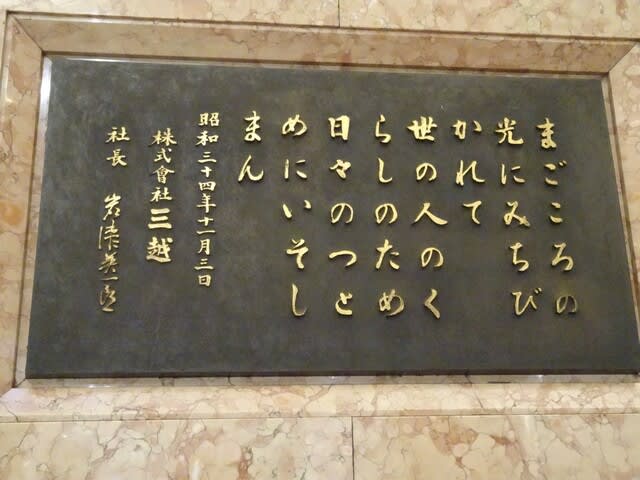 まごころの
光にみちび
かれて
世の人のく
らしのため
日々のつと
めにいそし
まん
昭和三十四年十一月三日
株式會社三越
社長 岩瀬英一郎